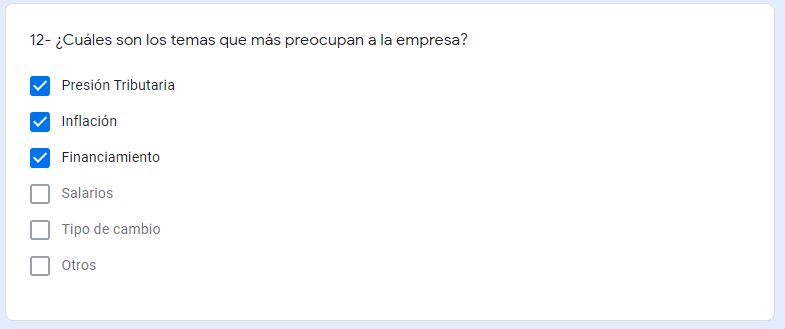 12- ¿Cuáles son los temas que más preocupan a la empresa?
Presión Tributaria
Inflación
Financiamiento
Salarios
Tipo de cambio
Otros